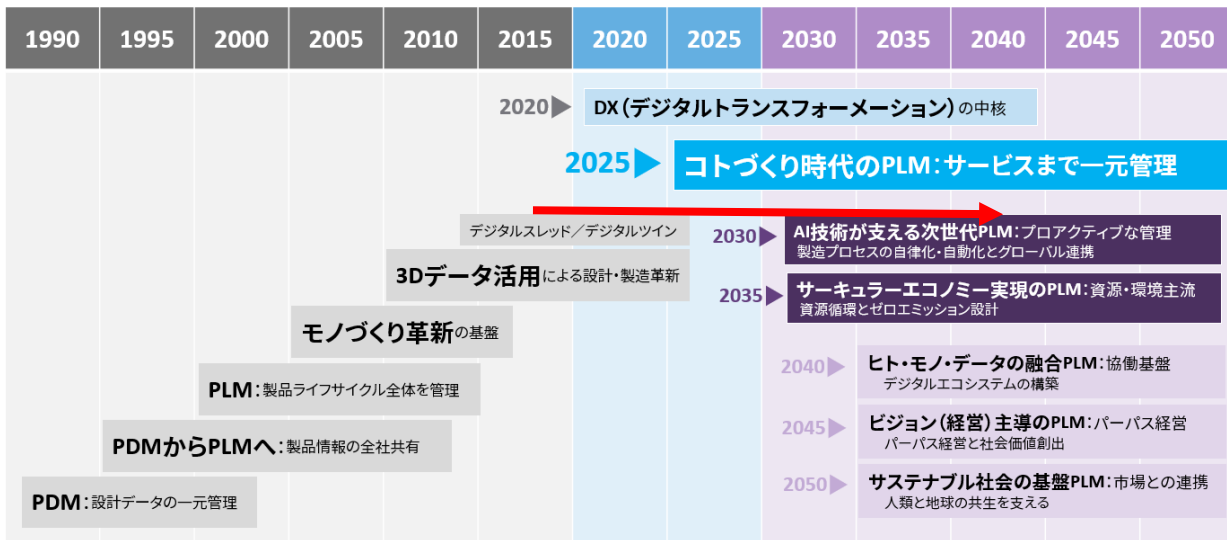 1990 1995 2000 2005 2010 2015 2020 2025 2030 2035 2040 2045 2050
2020 DX（デジタルトランスフォーメーション）の中核
2025 コトづくり時代のPLM：サービスまで一元管理
デジタルスレッド／デジタルツイン
2030 AI技術が支える次世代PLM：プロアクティブな管理
製造プロセスの自律化・自動化とグローバル連携
3Dデータ活用による設計・製造革新
2035 サーキュラーエコノミー実現のPLM：資源・環境主流
資源循環とゼロエミッション設計
モノづくり革新の基盤
2040 ヒト・モノ・データの融合PLM：協働基盤
デジタルエコシステムの構築
PLM：製品ライフサイクル全体を管理
2045 ビジョン（経営）主導のPLM：パーパス経営
パーパス経営と社会価値創出
PDMからPLMへ：製品情報の全社共有
2050 サステナブル社会の基盤PLM：市場との連携
人類と地球の共生を支える
PDM：設計データの一元管理